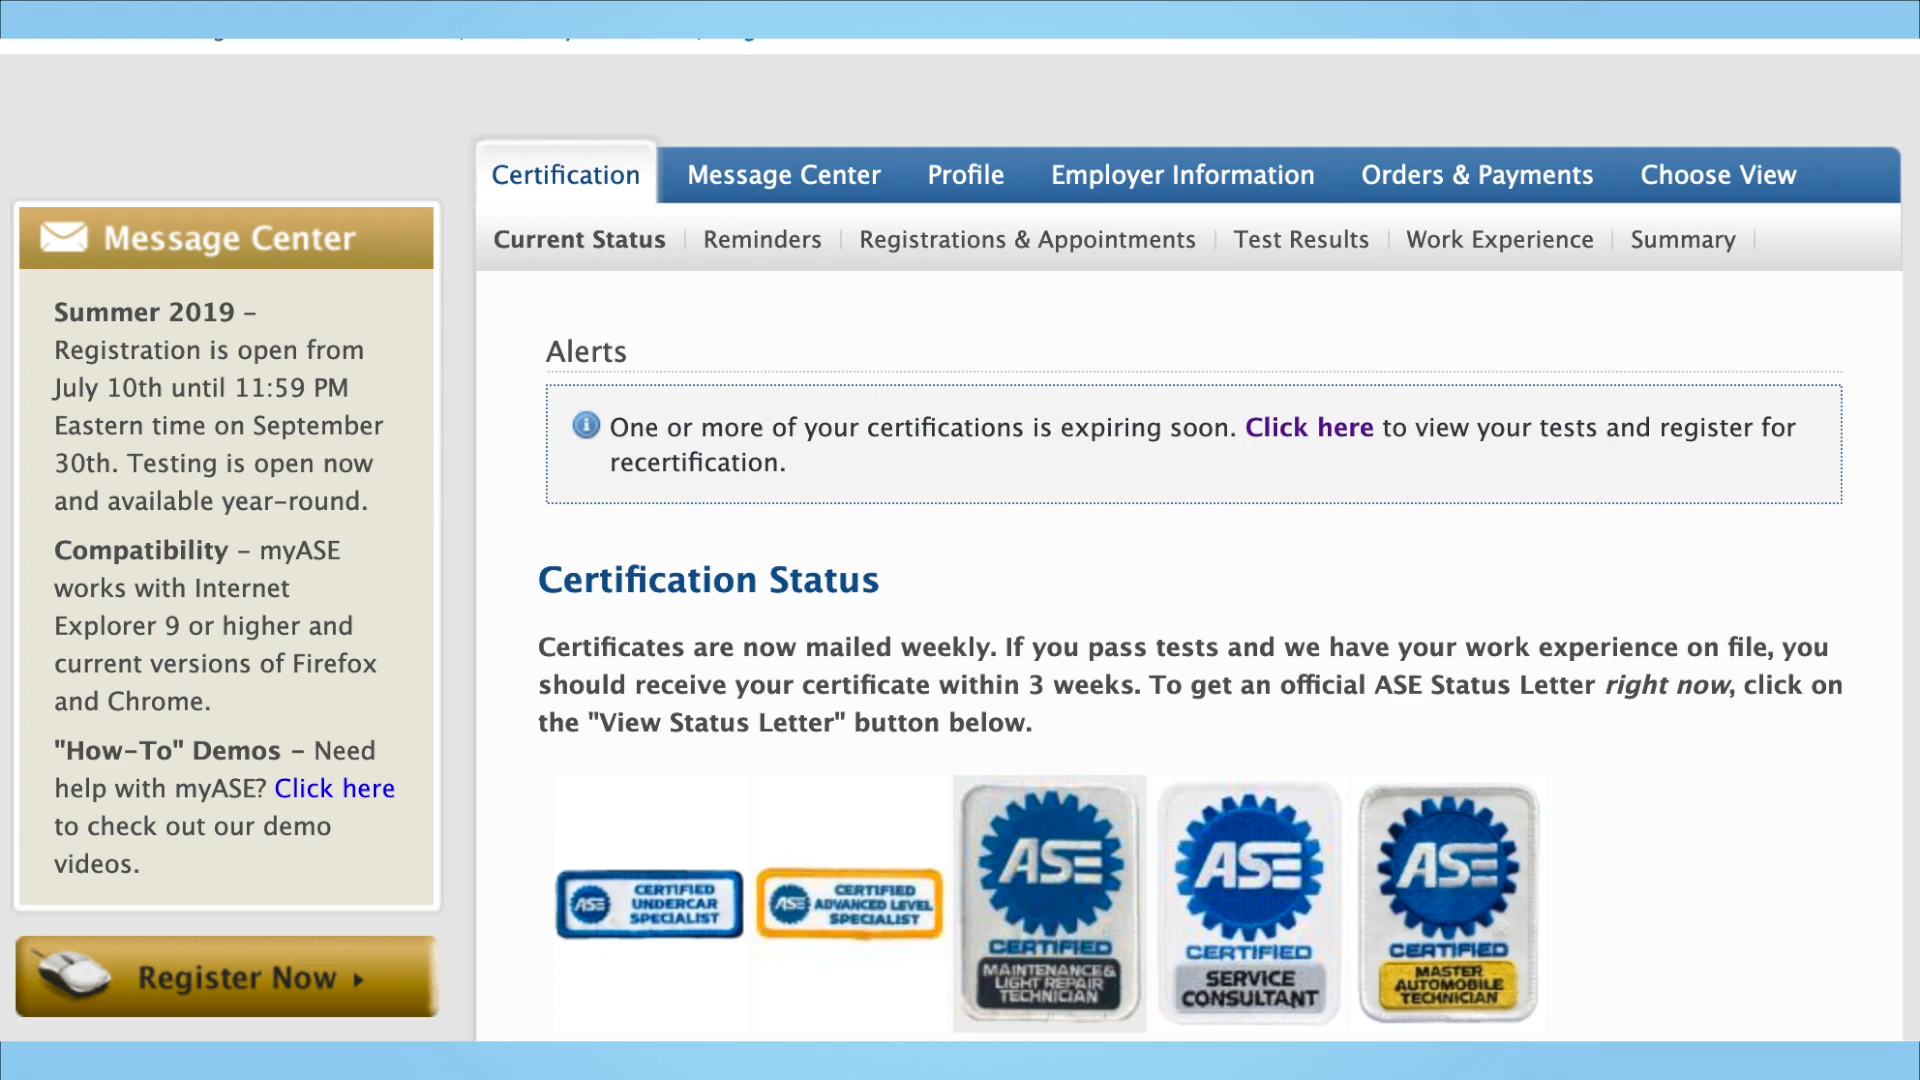 Certification
Message Center
Profile
Employer Information
Orders & Payments
Choose View
Current Status
Reminders
Registrations & Appointments
Test Results
Work Experience
Summary
Message Center
Summer 2019 –
Registration is open from
July 10th until 11:59 PM
Eastern time on September
30th. Testing is open now
and available year-round.
Compatibility – myASE
works with Internet
Explorer 9 or higher and
current versions of Firefox
and Chrome.
"How-To" Demos – Need
help with myASE? Click here
to check out our demo
videos.
Register Now
Alerts
One or more of your certifications is expiring soon. Click here to view your tests and register for
recertification.
Certification Status
Certificates are now mailed weekly. If you pass tests and we have your work experience on file, you
should receive your certificate within 3 weeks. To get an official ASE Status Letter right now, click on
the "View Status Letter" button below.
ASE
CERTIFIED
UNDERCAR
SPECIALIST
ASE
CERTIFIED
ADVANCED LEVEL
SPECIALIST
ASE
CERTIFIED
MAINTENANCE &
LIGHT REPAIR
TECHNICIAN
ASE
CERTIFIED
SERVICE
CONSULTANT
ASE
CERTIFIED
MASTER
AUTOMOBILE
TECHNICIAN